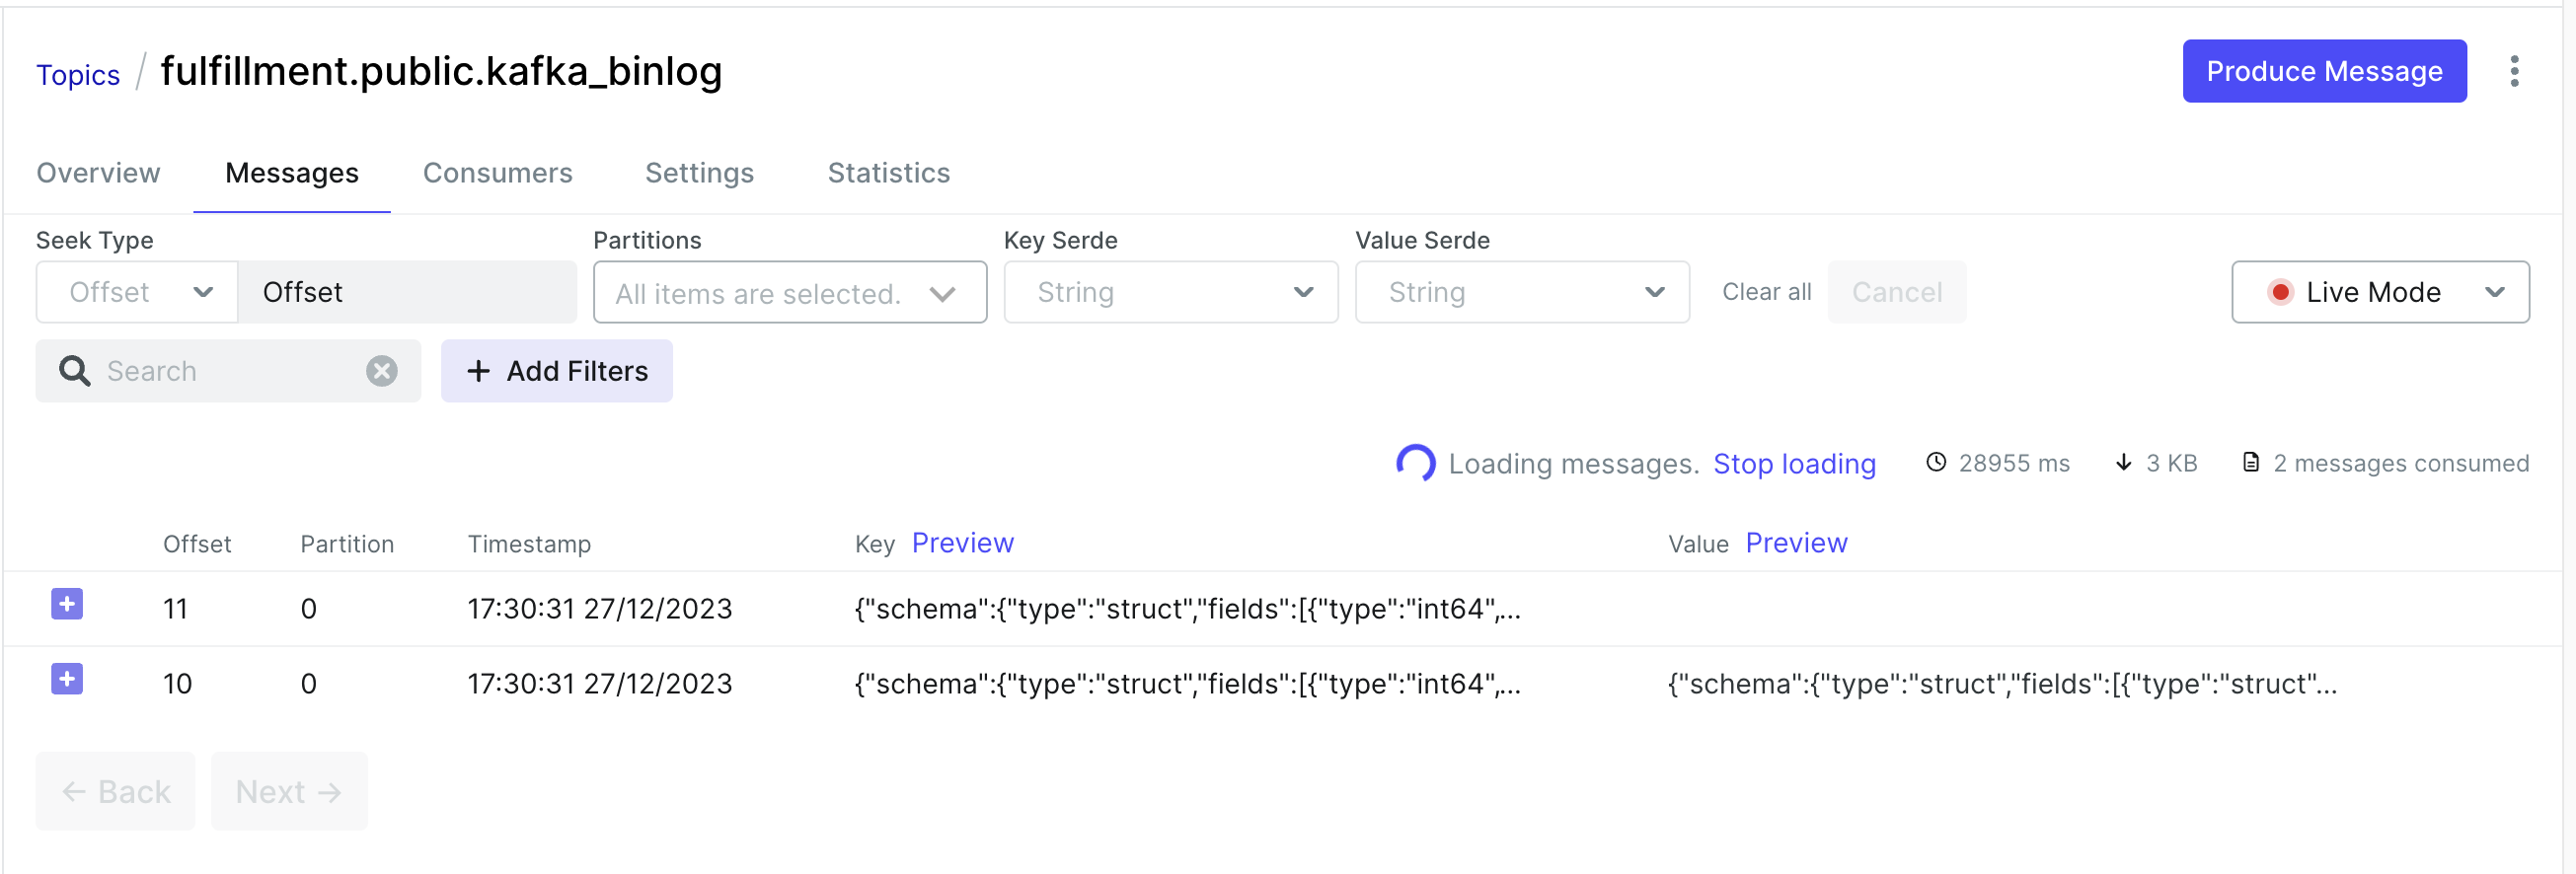 Topics / fulfillment.public.kafka_binlog Produce Message
Overview Messages Consumers Settings Statistics
Seek Type Partitions Key Serde Value Serde
Offset Offset All items are selected. String String Clear all Cancel Live Mode
Search + Add Filters
Loading messages. Stop loading 28955 ms 3 KB 2 messages consumed
Offset Partition Timestamp Key Preview Value Preview
11 0 17:30:31 27/12/2023 {"schema":{"type":"struct","fields":[{"type":"int64",...
10 0 17:30:31 27/12/2023 {"schema":{"type":"struct","fields":[{"type":"int64",... {"schema":{"type":"struct","fields":[{"type":"struct"...
← Back Next →